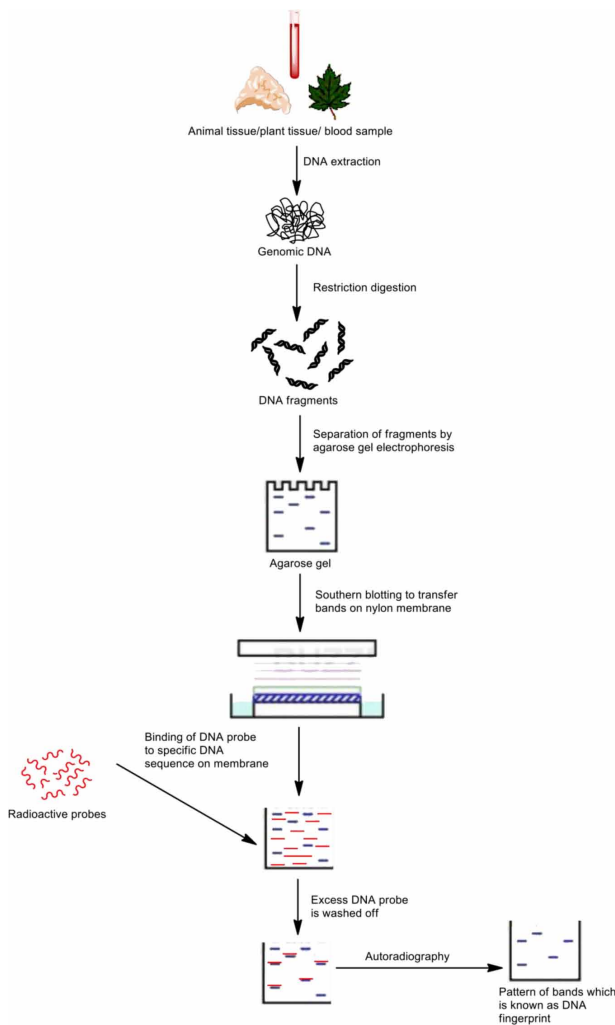 Animal tissue/plant tissue/ blood sample
DNA extraction
Genomic DNA
Restriction digestion
DNA fragments
Separation of fragments by
agarose gel electrophoresis
Agarose gel
Southern blotting to transfer
bands on nylon membrane
Binding of DNA probe
to specific DNA
sequence on membrane
Radioactive probes
Excess DNA probe
is washed off
Autoradiography
Pattern of bands which
is known as DNA
fingerprint